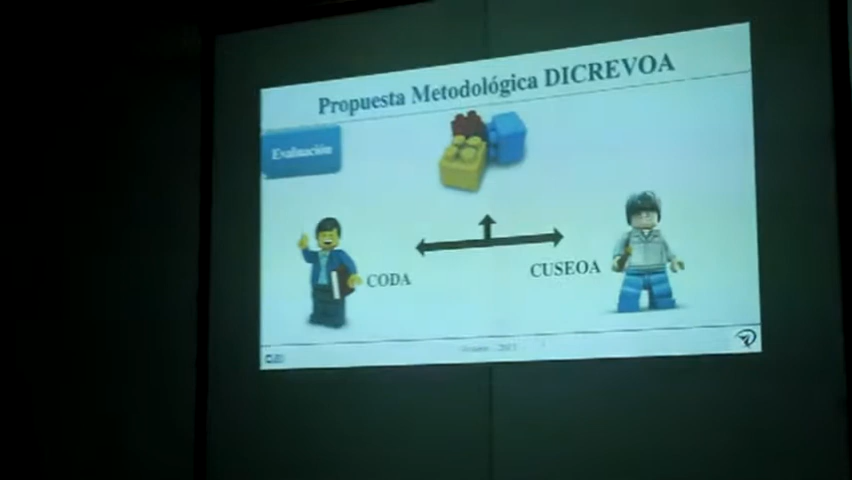 Propuesta Metodológica DICREVOA
Evaluación
CODA
CUSEOA